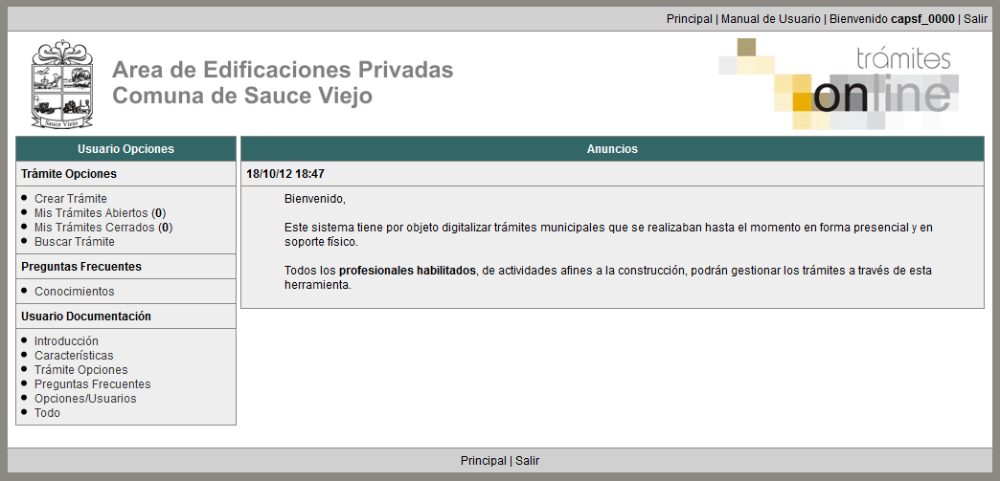 Principal | Manual de Usuario | Bienvenido capsf_0000 | Salir
Sauce Viejo
Area de Edificaciones Privadas
Comuna de Sauce Viejo
trámites
online
Usuario Opciones
Trámite Opciones
Crear Trámite
Mis Trámites Abiertos (0)
Mis Trámites Cerrados (0)
Buscar Trámite
Preguntas Frecuentes
Conocimientos
Usuario Documentación
Introducción
Características
Trámite Opciones
Preguntas Frecuentes
Opciones/Usuarios
Todo
Anuncios
18/10/12 18:47
Bienvenido,
Este sistema tiene por objeto digitalizar trámites municipales que se realizaban hasta el momento en forma presencial y en
soporte físico.
Todos los profesionales habilitados, de actividades afines a la construcción, podrán gestionar los trámites a través de esta
herramienta.
Principal | Salir